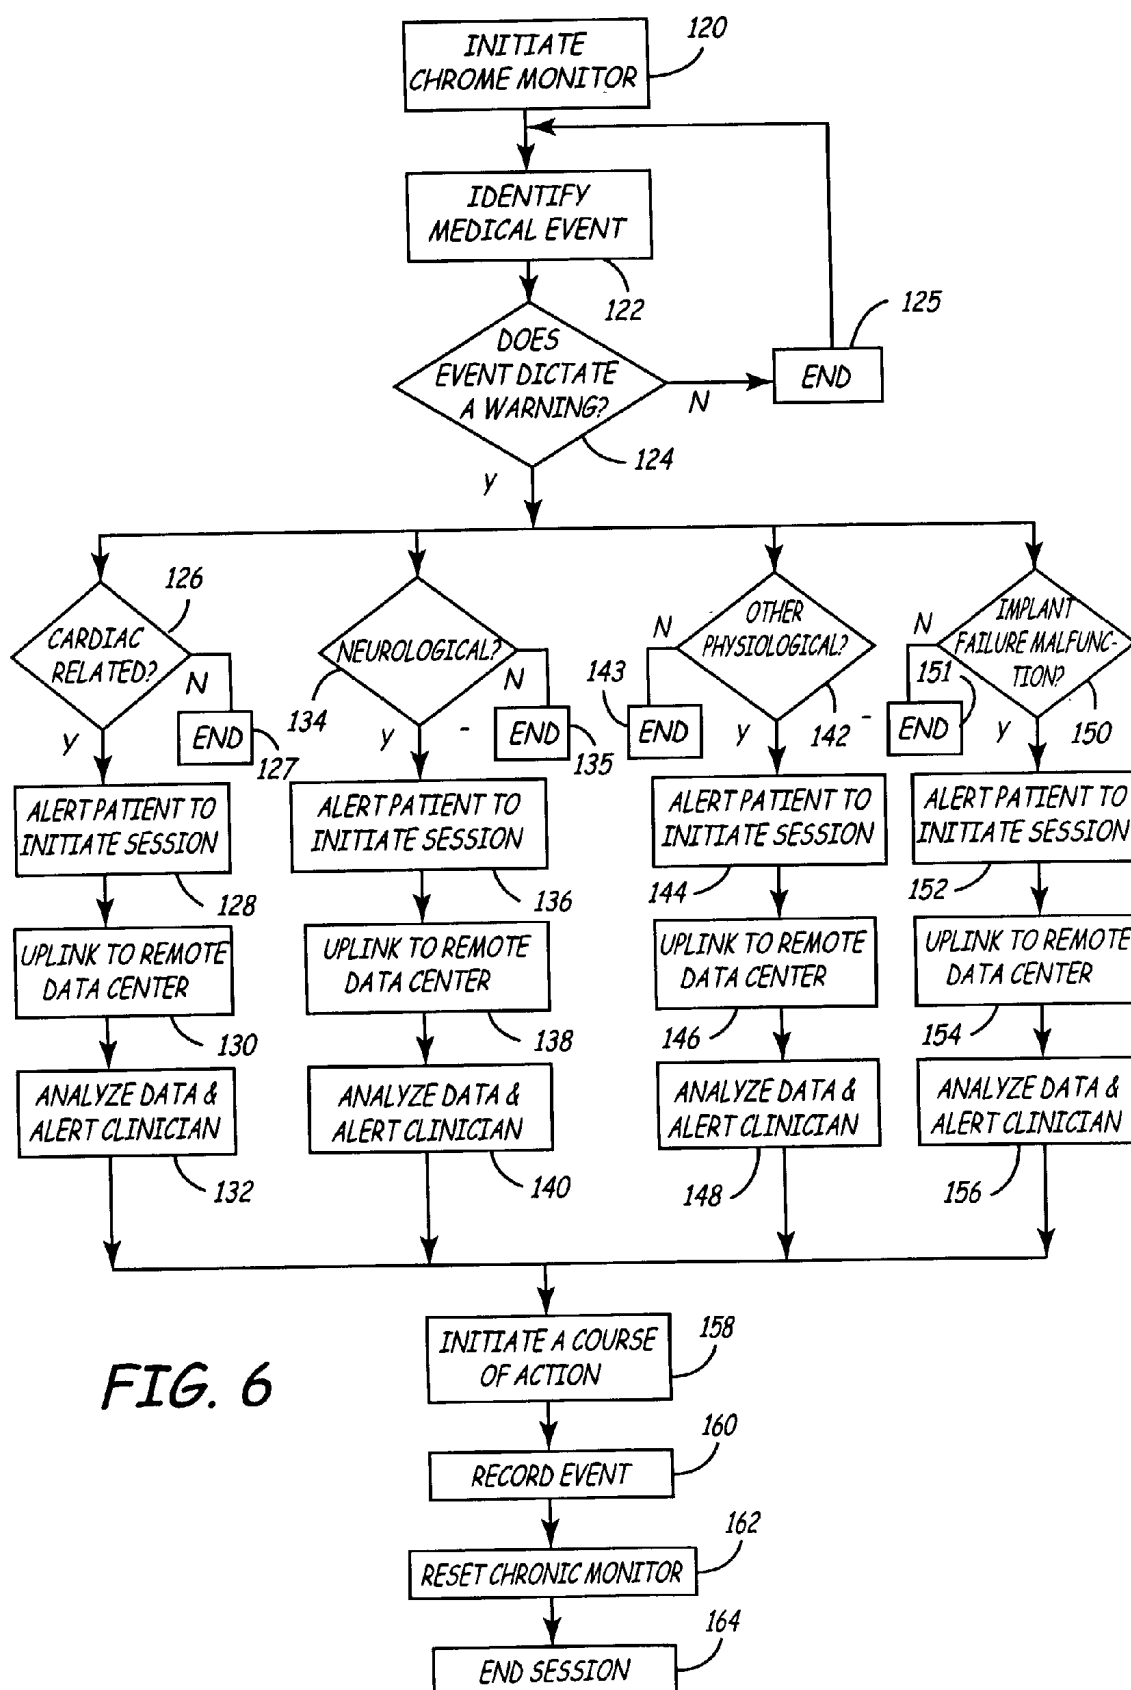 INITIATE
CHROME MONITOR
120
IDENTIFY
MEDICAL EVENT
122
DOES
EVENT DICTATE
A WARNING?
124
N
END
125
Y
CARDIAC
RELATED?
126
N
END
127
Y
ALERT PATIENT TO
INITIATE SESSION
128
UPLINK TO REMOTE
DATA CENTER
130
ANALYZE DATA &
ALERT CLINICIAN
132
NEUROLOGICAL?
134
N
END
135
Y
ALERT PATIENT TO
INITIATE SESSION
136
UPLINK TO REMOTE
DATA CENTER
138
ANALYZE DATA &
ALERT CLINICIAN
140
OTHER
PHYSIOLOGICAL?
142
N
143
END
Y
ALERT PATIENT TO
INITIATE SESSION
144
UPLINK TO REMOTE
DATA CENTER
146
ANALYZE DATA &
ALERT CLINICIAN
148
IMPLANT
FAILURE MALFUNC-
TION?
150
N
151
END
Y
ALERT PATIENT TO
INITIATE SESSION
152
UPLINK TO REMOTE
DATA CENTER
154
ANALYZE DATA &
ALERT CLINICIAN
156
INITIATE A COURSE
OF ACTION
158
RECORD EVENT
160
RESET CHRONIC MONITOR
162
END SESSION
164
FIG. 6